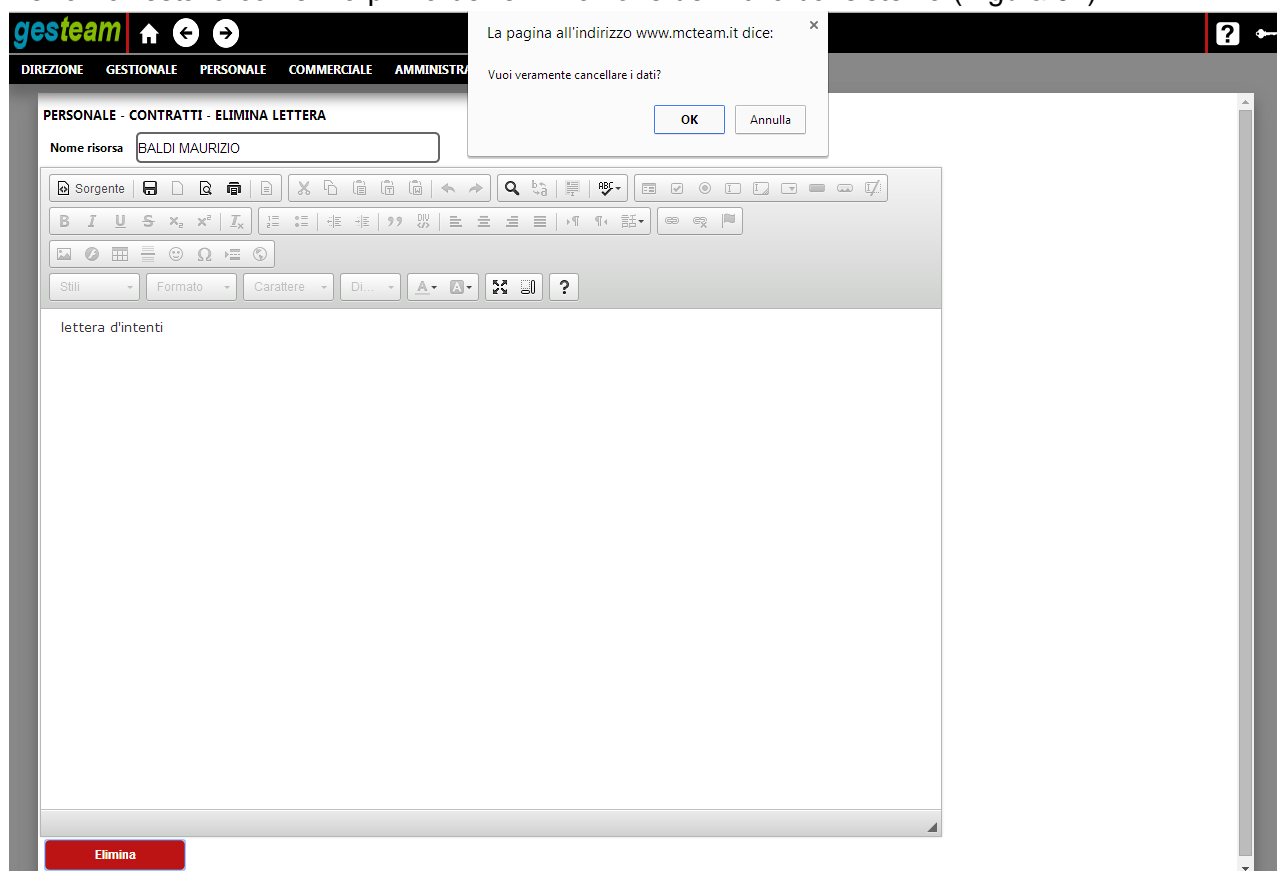 gesteam
La pagina all'indirizzo www.mcteam.it dice:
Vuoi veramente cancellare i dati?
OK Annulla
DIREZIONE GESTIONALE PERSONALE COMMERCIALE AMMINISTRA
PERSONALE - CONTRATTI - ELIMINA LETTERA
Nome risorsa BALDI MAURIZIO
Sorgente
Stili Formato Carattere Di...
lettera d'intenti
Elimina